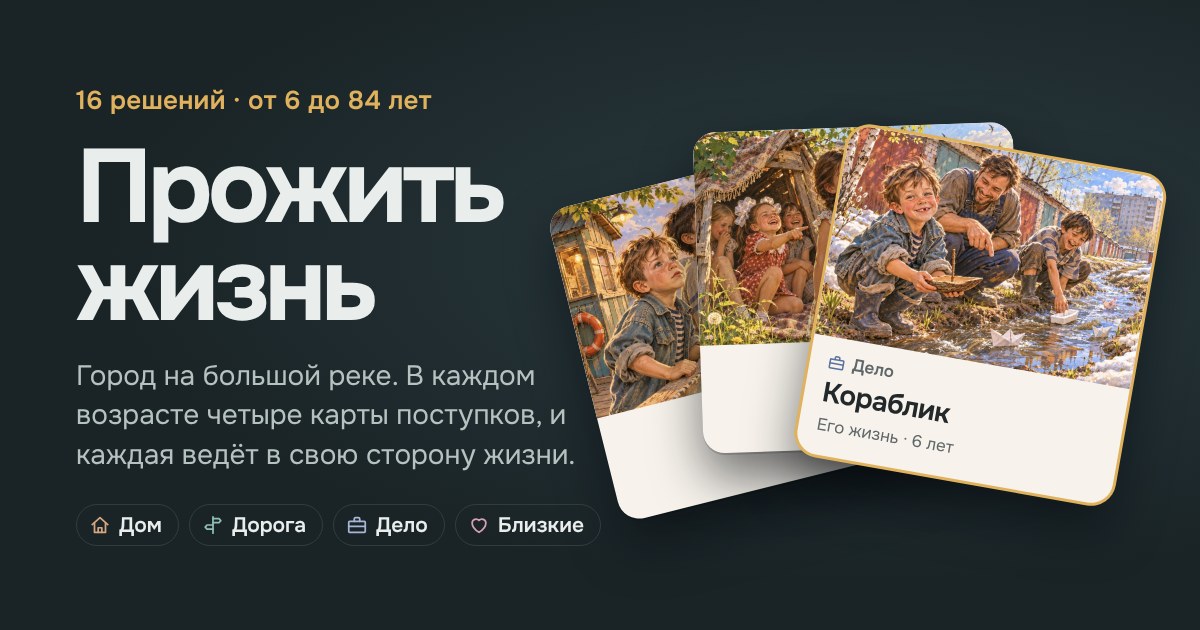 16 решений · от 6 до 84 лет
Прожить
жизнь
Город на большой реке. В каждом
возрасте четыре карты поступков, и
каждая ведёт в свою сторону жизни.
Дом
Дорога
Дело
Близкие
Дело
Кораблик
Его жизнь · 6 лет